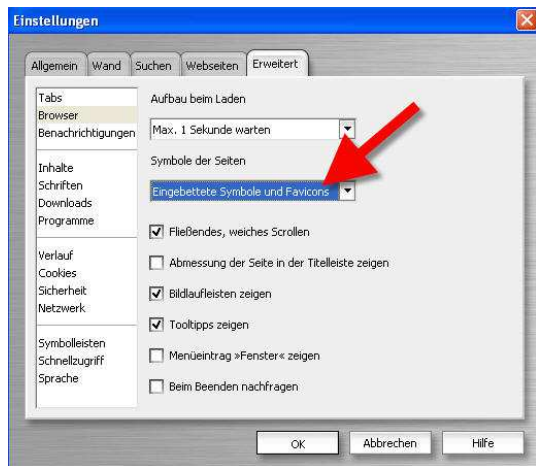 Einstellungen
Allgemein Wand Suchen Webseiten Erweitert
Tabs
Browser
Benachrichtigungen
Inhalte
Schriften
Downloads
Programme
Verlauf
Cookies
Sicherheit
Netzwerk
Symbolleisten
Schnellzugriff
Sprache
Aufbau beim Laden
Max. 1 Sekunde warten
Symbole der Seiten
Eingebettete Symbole und Favicons
Fließendes, weiches Scrollen
Abmessung der Seite in der Titelleiste zeigen
Bildlaufleisten zeigen
Tooltipps zeigen
Menüeintrag »Fenster« zeigen
Beim Beenden nachfragen
OK Abbrechen Hilfe